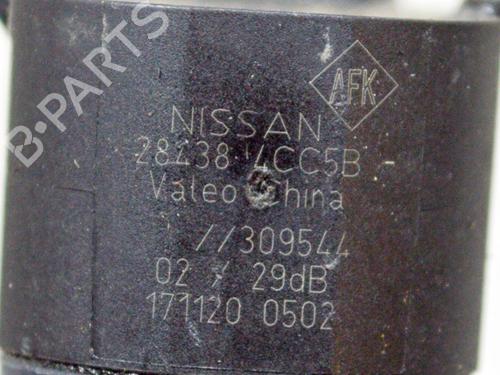 B-PARTS
AFK
NISSAN
28438 4CC5B
Valeo China
//309544
02 / 29dB
171120 0502